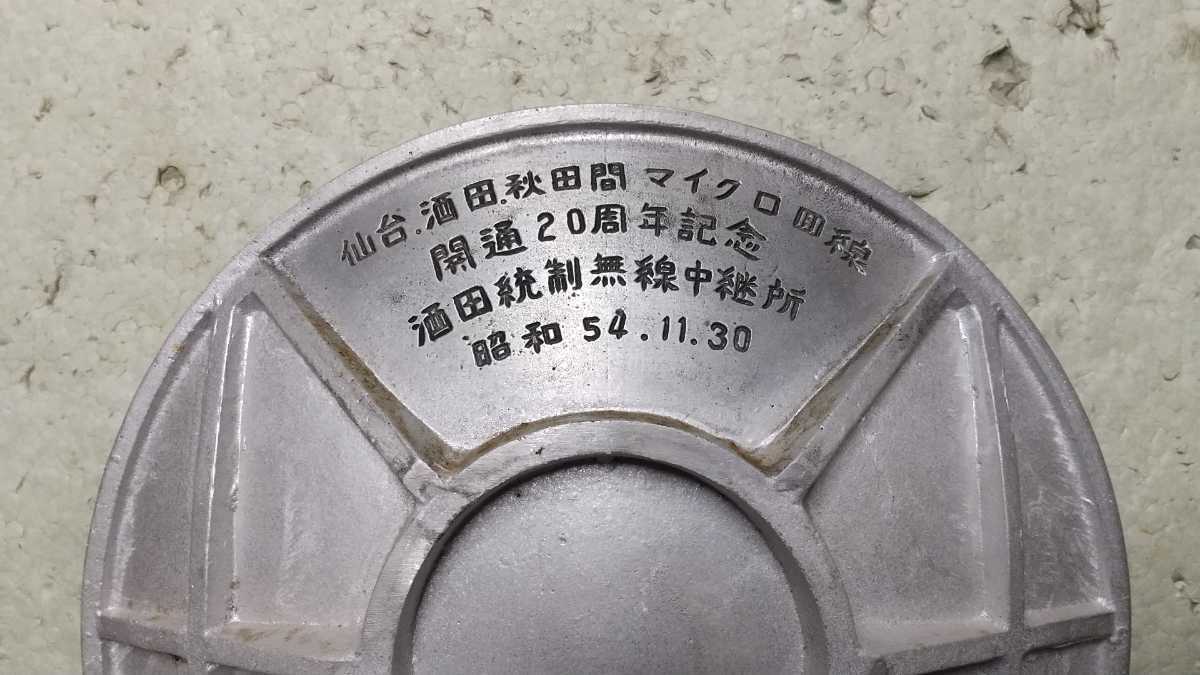 仙台.酒田.秋田間 マイクロ回線
開通20周年記念
酒田統制無線中継所
昭和 54.11.30